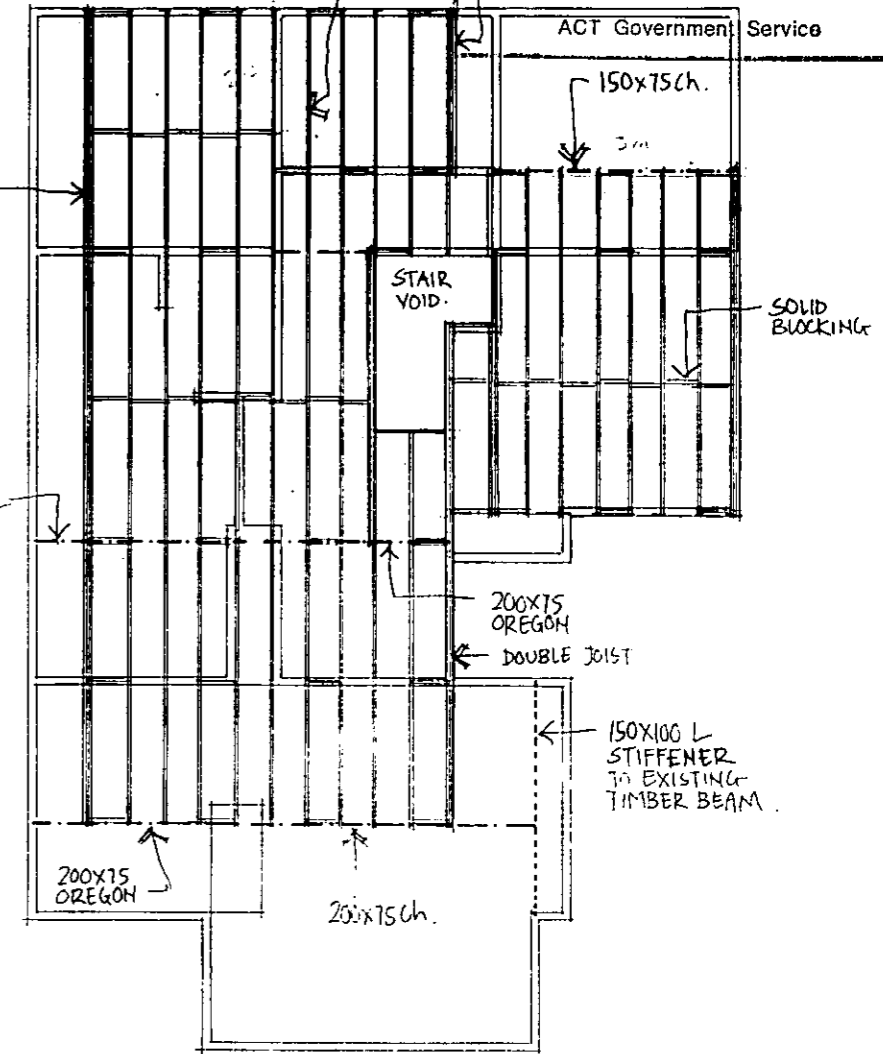 ACT Government Service
150x75Ch.
3m
STAIR
VOID.
SOLID
BLOCKING
200x75
OREGON
DOUBLE JOIST
150x100 L
STIFFENER
TO EXISTING
TIMBER BEAM.
200x75
OREGON
200x75Ch.